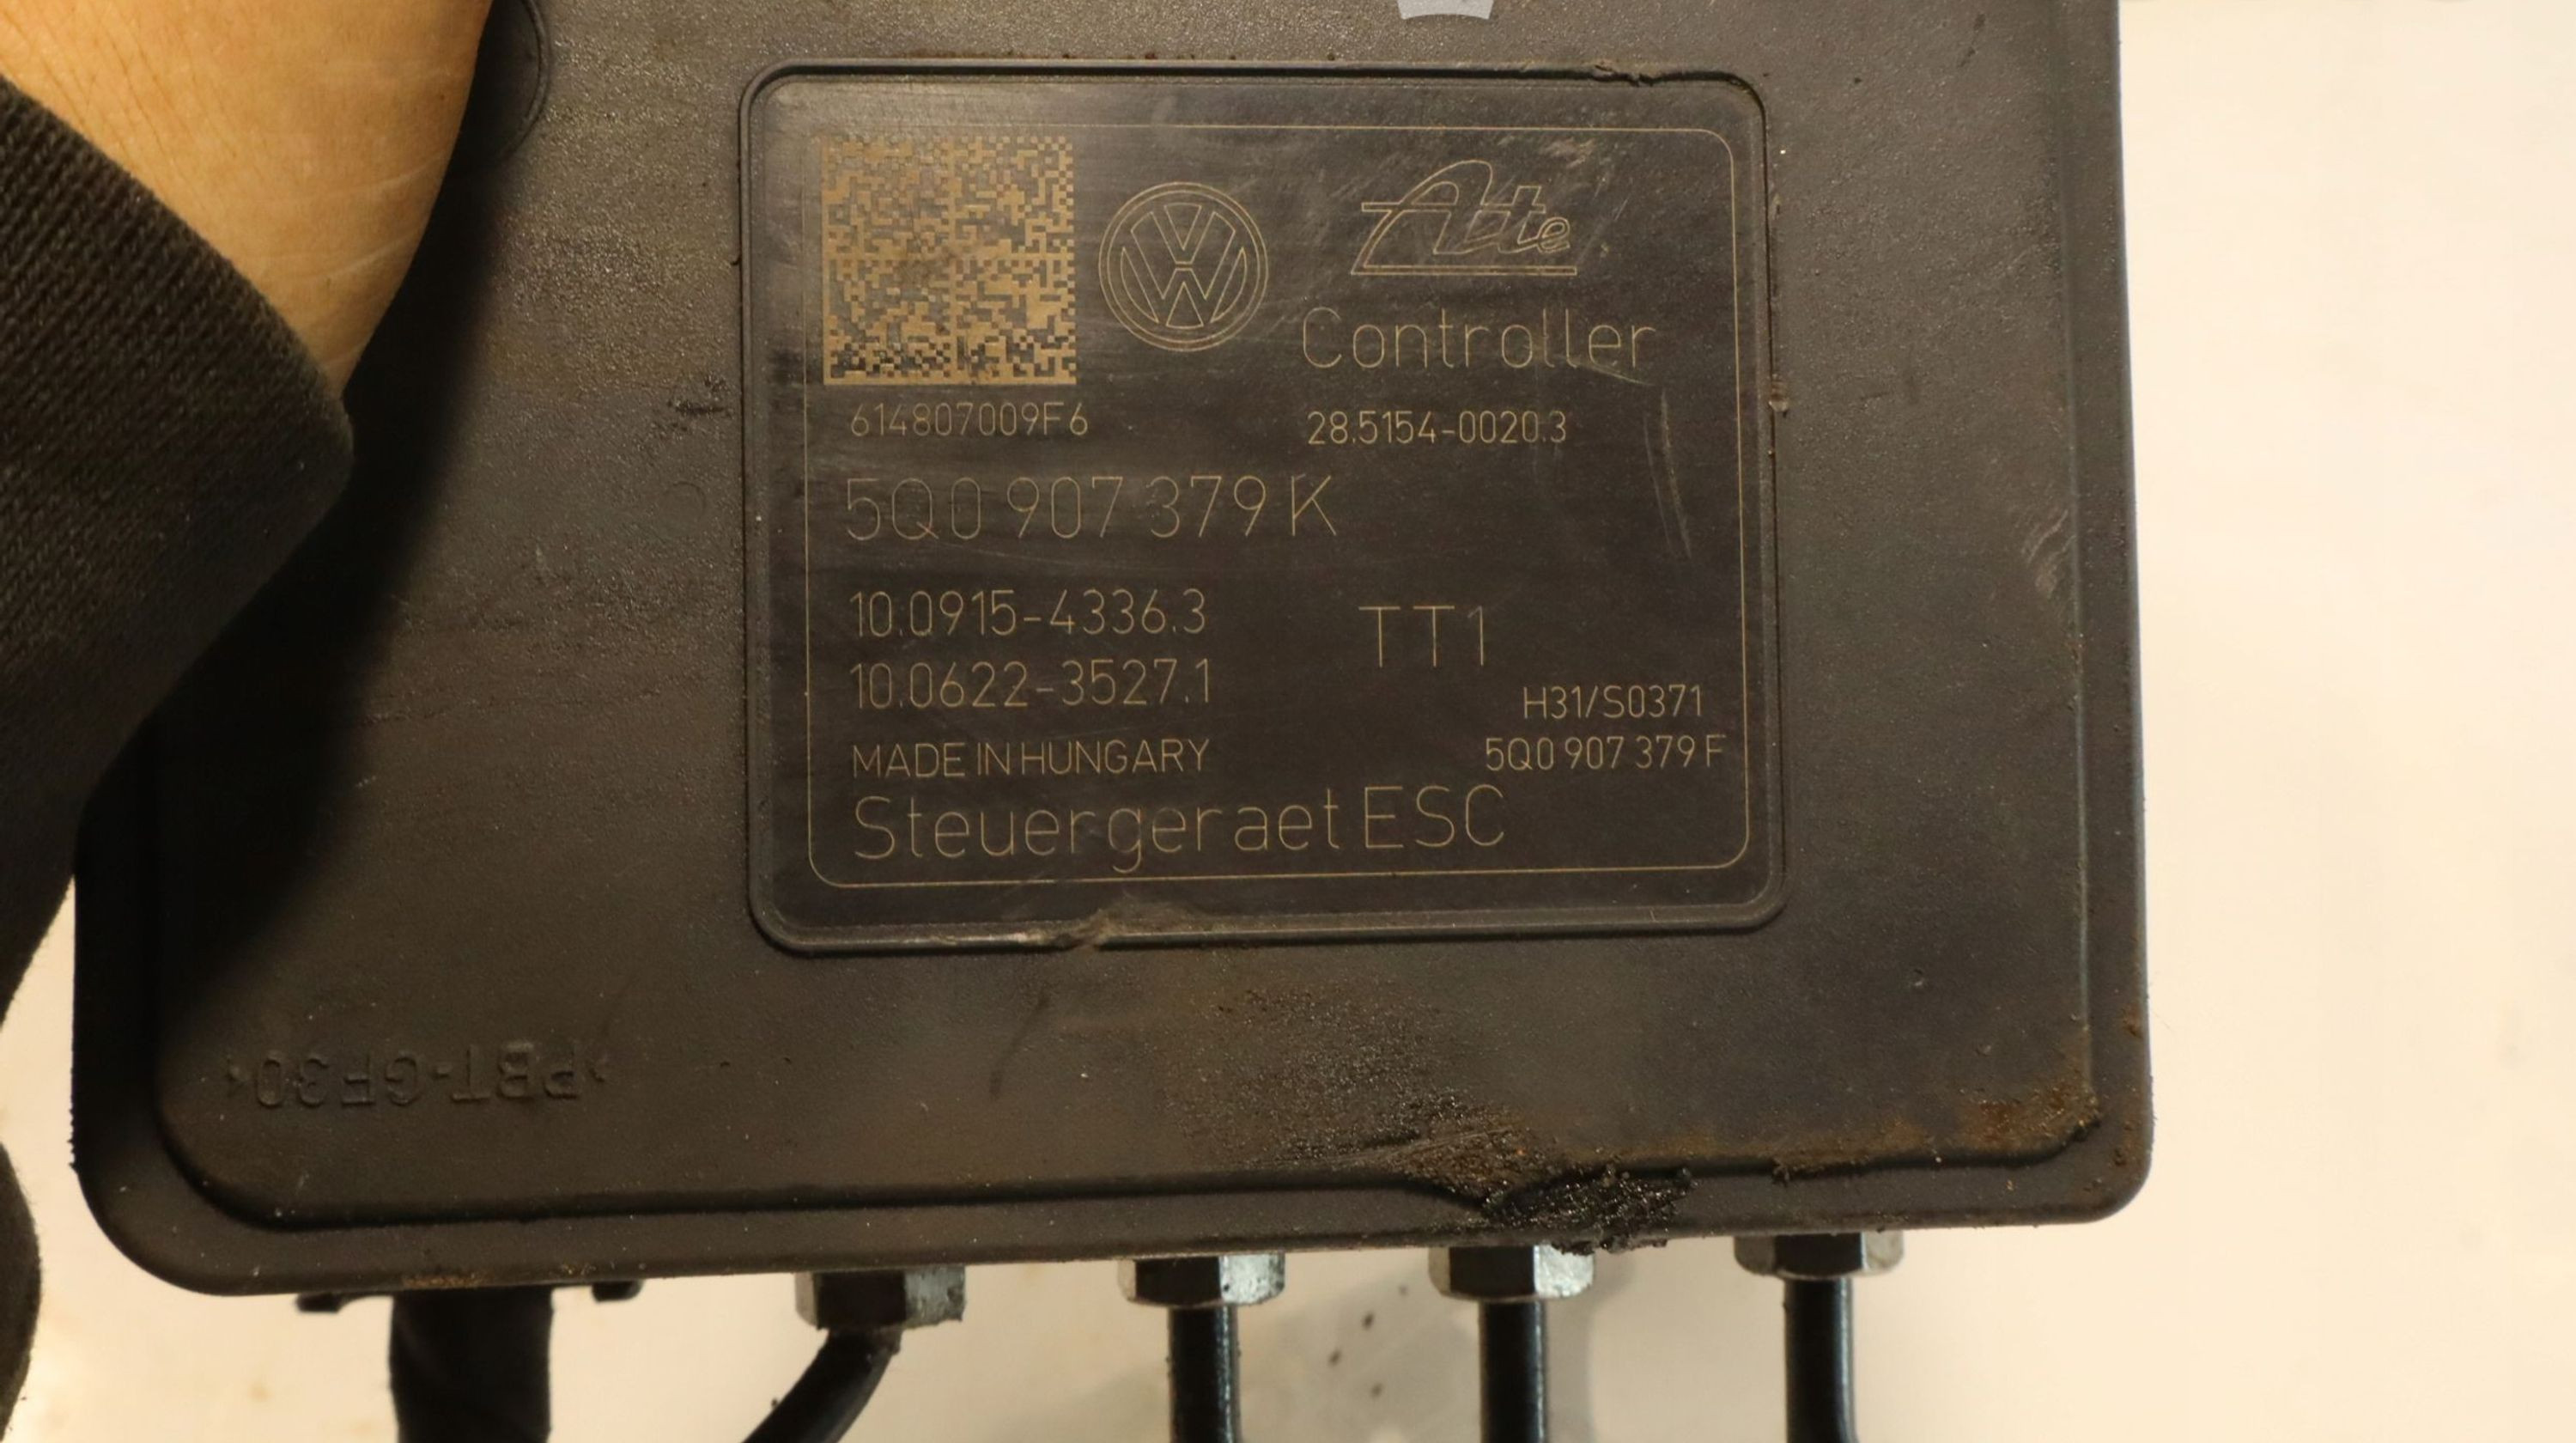 Ate
Controller
614807009F6
28.5154-0020.3
5Q0 907 379 K
10.0915-4336.3
TT1
10.0622-3527.1
H31/S0371
MADE IN HUNGARY
5Q0 907 379 F
Steuergeraet ESC
>PBT-GF30<